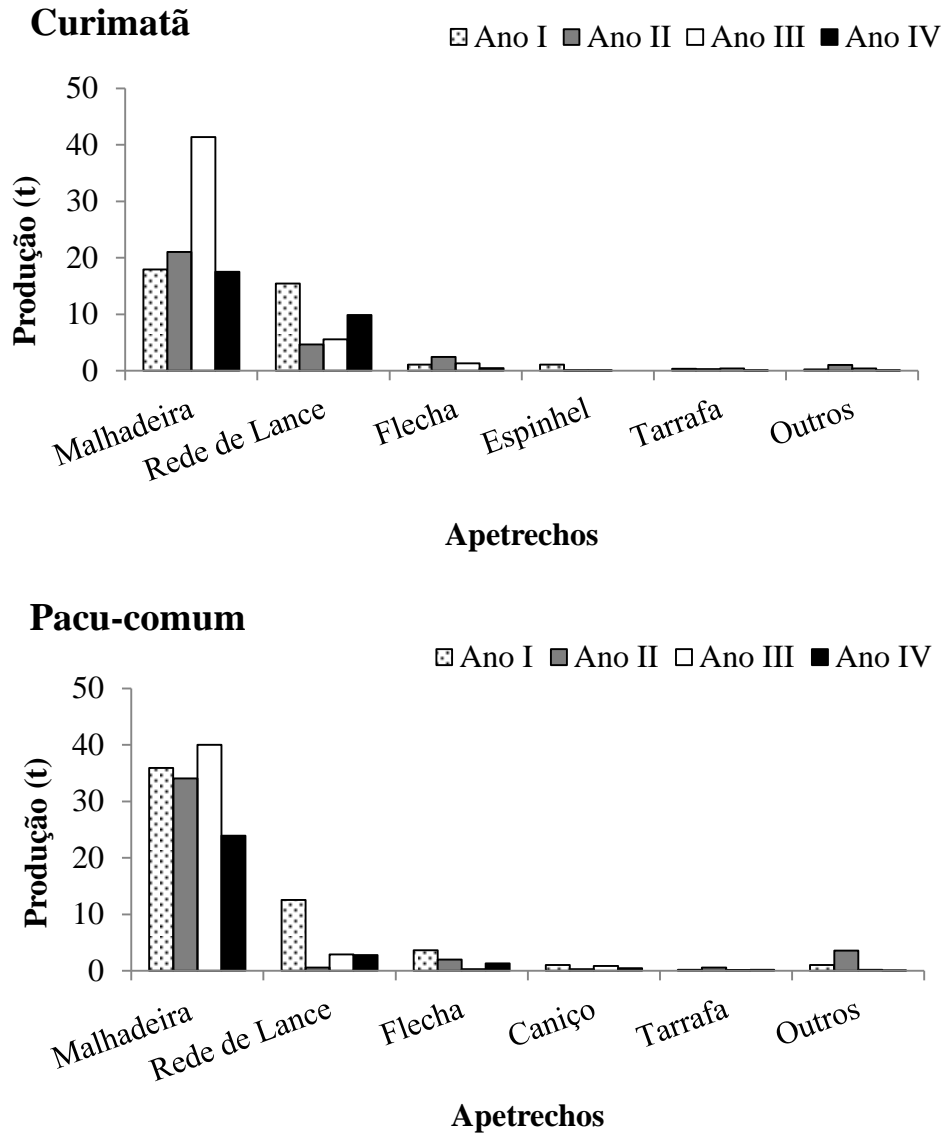 Curimatã
Ano I Ano II Ano III Ano IV
50
40
30
20
10
0
Produção (t)
Malhadeira
Rede de Lance
Flecha
Espinhel
Tarrafa
Outros
Apetrechos
Pacu-comum
Ano I Ano II Ano III Ano IV
50
40
30
20
10
0
Produção (t)
Malhadeira
Rede de Lance
Flecha
Caniço
Tarrafa
Outros
Apetrechos